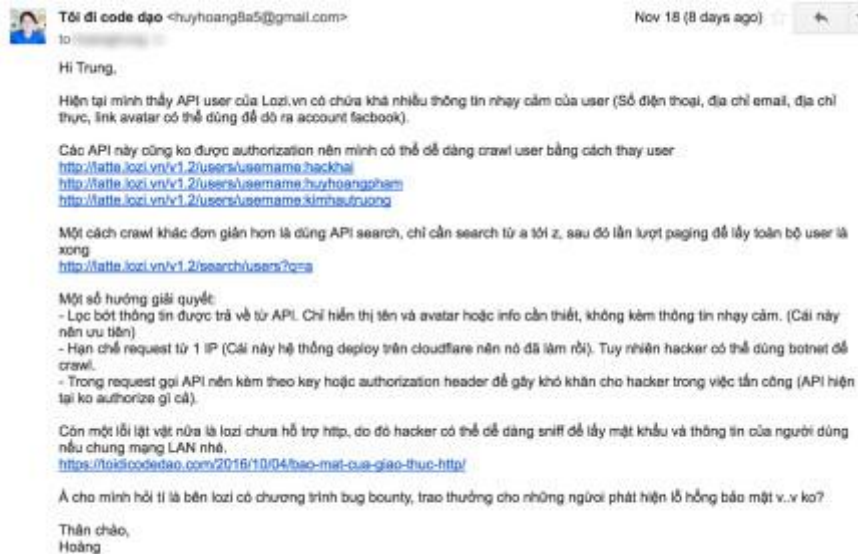 Tôi đi code dạo <huyhoang8a5@gmail.com>
Nov 18 (8 days ago)
to
Hi Trung,
Hiện tại mình thấy API user của Lozi.vn có chứa khá nhiều thông tin nhạy cảm của user (Số điện thoại, địa chỉ email, địa chỉ
thực, link avatar có thể dùng để dò ra account facbook).
Các API này cũng ko được authorization nên mình có thể dễ dàng crawl user bằng cách thay user
http://latte.lozi.vn/v1.2/users/username:hackhai
http://latte.lozi.vn/v1.2/users/username:huyhoangpham
http://latte.lozi.vn/v1.2/users/username:kimhautruong
Một cách crawl khác đơn giản hơn là dùng API search, chỉ cần search từ a tới z, sau đó lần lượt paging để lấy toàn bộ user là
xong
http://latte.lozi.vn/v1.2/search/users?q=a
Một số hướng giải quyết:
- Lọc bớt thông tin được trả về từ API. Chỉ hiển thị tên và avatar hoặc info cần thiết, không kèm thông tin nhạy cảm. (Cái này
nên ưu tiên)
- Hạn chế request từ 1 IP (Cái này hệ thống deploy trên cloudflare nên nó đã làm rồi). Tuy nhiên hacker có thể dùng botnet để
crawl.
- Trong request gọi API nên kèm theo key hoặc authorization header để gây khó khăn cho hacker trong việc tấn công (API hiện
tại ko authorize gì cả).
Còn một lỗi lặt vặt nữa là lozi chưa hỗ trợ http, do đó hacker có thể dễ dàng sniff để lấy mật khẩu và thông tin của người dùng
nếu chung mạng LAN nhé.
https://toidicodedao.com/2016/10/04/bao-mat-cua-giao-thuc-http/
À cho mình hỏi tí là bên lozi có chương trình bug bounty, trao thưởng cho những người phát hiện lỗ hổng bảo mật v..v ko?
Thân chào,
Hoàng